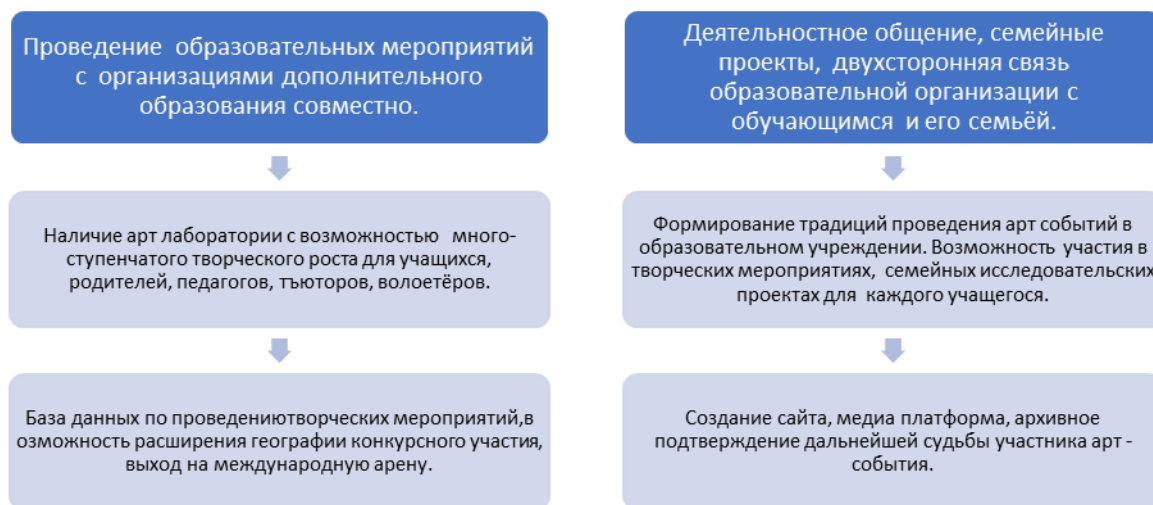 Проведение образовательных мероприятий
с организациями дополнительного
образования совместно.
Наличие арт лаборатории с возможностью много-
ступенчатого творческого роста для учащихся,
родителей, педагогов, тъюторов, волоетёров.
База данных по проведениютворческих мероприятий,в
озможность расширения географии конкурсного участия,
выход на международную арену.
Деятельностное общение, семейные
проекты, двухсторонняя связь
образовательной организации с
обучающимся и его семьёй.
Формирование традиций проведения арт событий в
образовательном учреждении. Возможность участия в
творческих мероприятиях, семейных исследовательских
проектах для каждого учащегося.
Создание сайта, медиа платформа, архивное
подтверждение дальнейшей судьбы участника арт -
события.